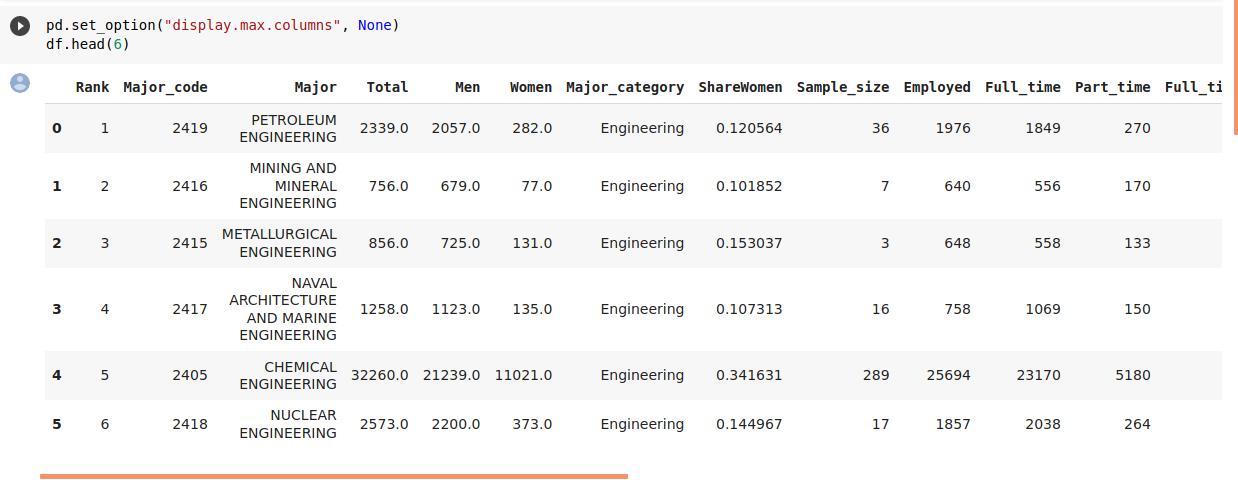 pd.set_option("display.max.columns", None)
df.head(6)
Rank Major_code Major Total Men Women Major_category ShareWomen Sample_size Employed Full_time Part_time Full_ti
0 1 2419 PETROLEUM ENGINEERING 2339.0 2057.0 282.0 Engineering 0.120564 36 1976 1849 270
1 2 2416 MINING AND MINERAL ENGINEERING 756.0 679.0 77.0 Engineering 0.101852 7 640 556 170
2 3 2415 METALLURGICAL ENGINEERING 856.0 725.0 131.0 Engineering 0.153037 3 648 558 133
3 4 2417 NAVAL ARCHITECTURE AND MARINE ENGINEERING 1258.0 1123.0 135.0 Engineering 0.107313 16 758 1069 150
4 5 2405 CHEMICAL ENGINEERING 32260.0 21239.0 11021.0 Engineering 0.341631 289 25694 23170 5180
5 6 2418 NUCLEAR ENGINEERING 2573.0 2200.0 373.0 Engineering 0.144967 17 1857 2038 264